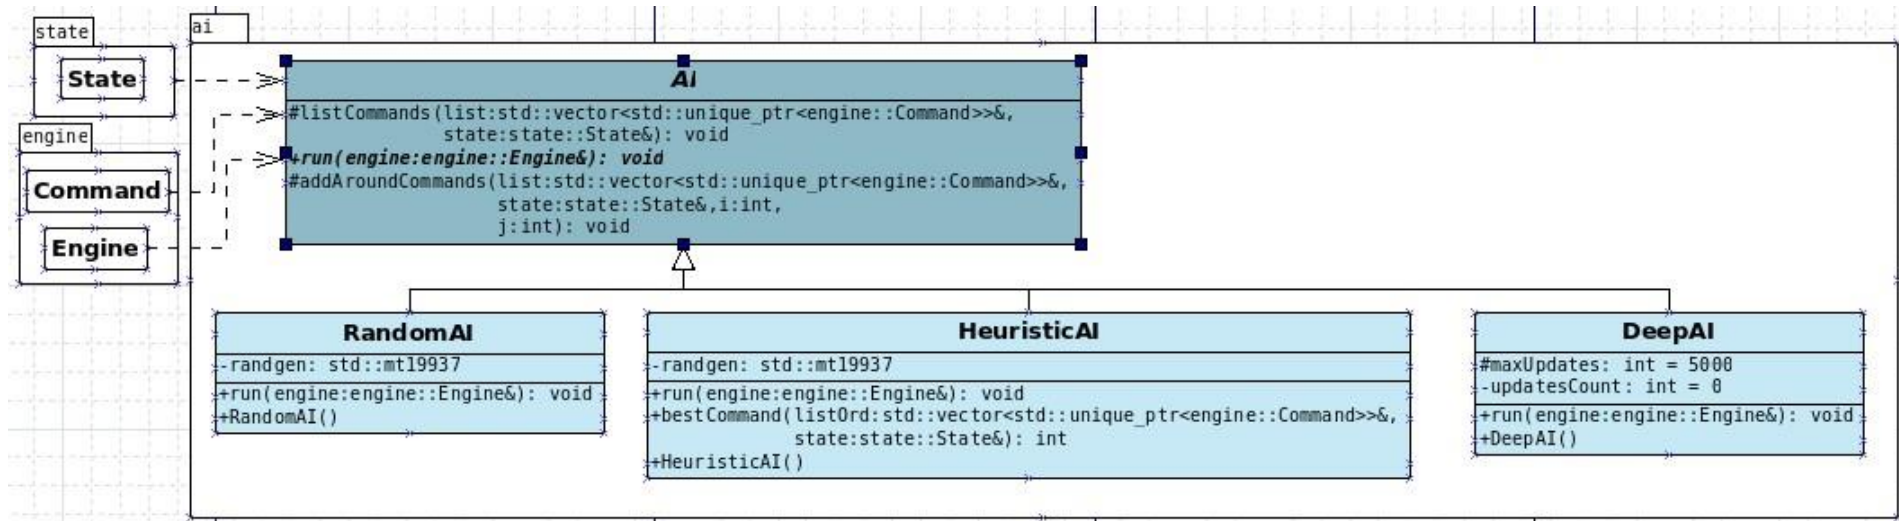 state
State
engine
Command
Engine
ai
AI
#listCommands(list:std::vector<std::unique_ptr<engine::Command>>&,
state:state::State&): void
+run(engine:engine::Engine&): void
#addAroundCommands(list:std::vector<std::unique_ptr<engine::Command>>&,
state:state::State&,i:int,
j:int): void
RandomAI
-randgen: std::mt19937
+run(engine:engine::Engine&): void
+RandomAI()
HeuristicAI
-randgen: std::mt19937
+run(engine:engine::Engine&): void
+bestCommand(listOrd:std::vector<std::unique_ptr<engine::Command>>&,
state:state::State&): int
+HeuristicAI()
DeepAI
#maxUpdates: int = 5000
-updatesCount: int = 0
+run(engine:engine::Engine&): void
+DeepAI()